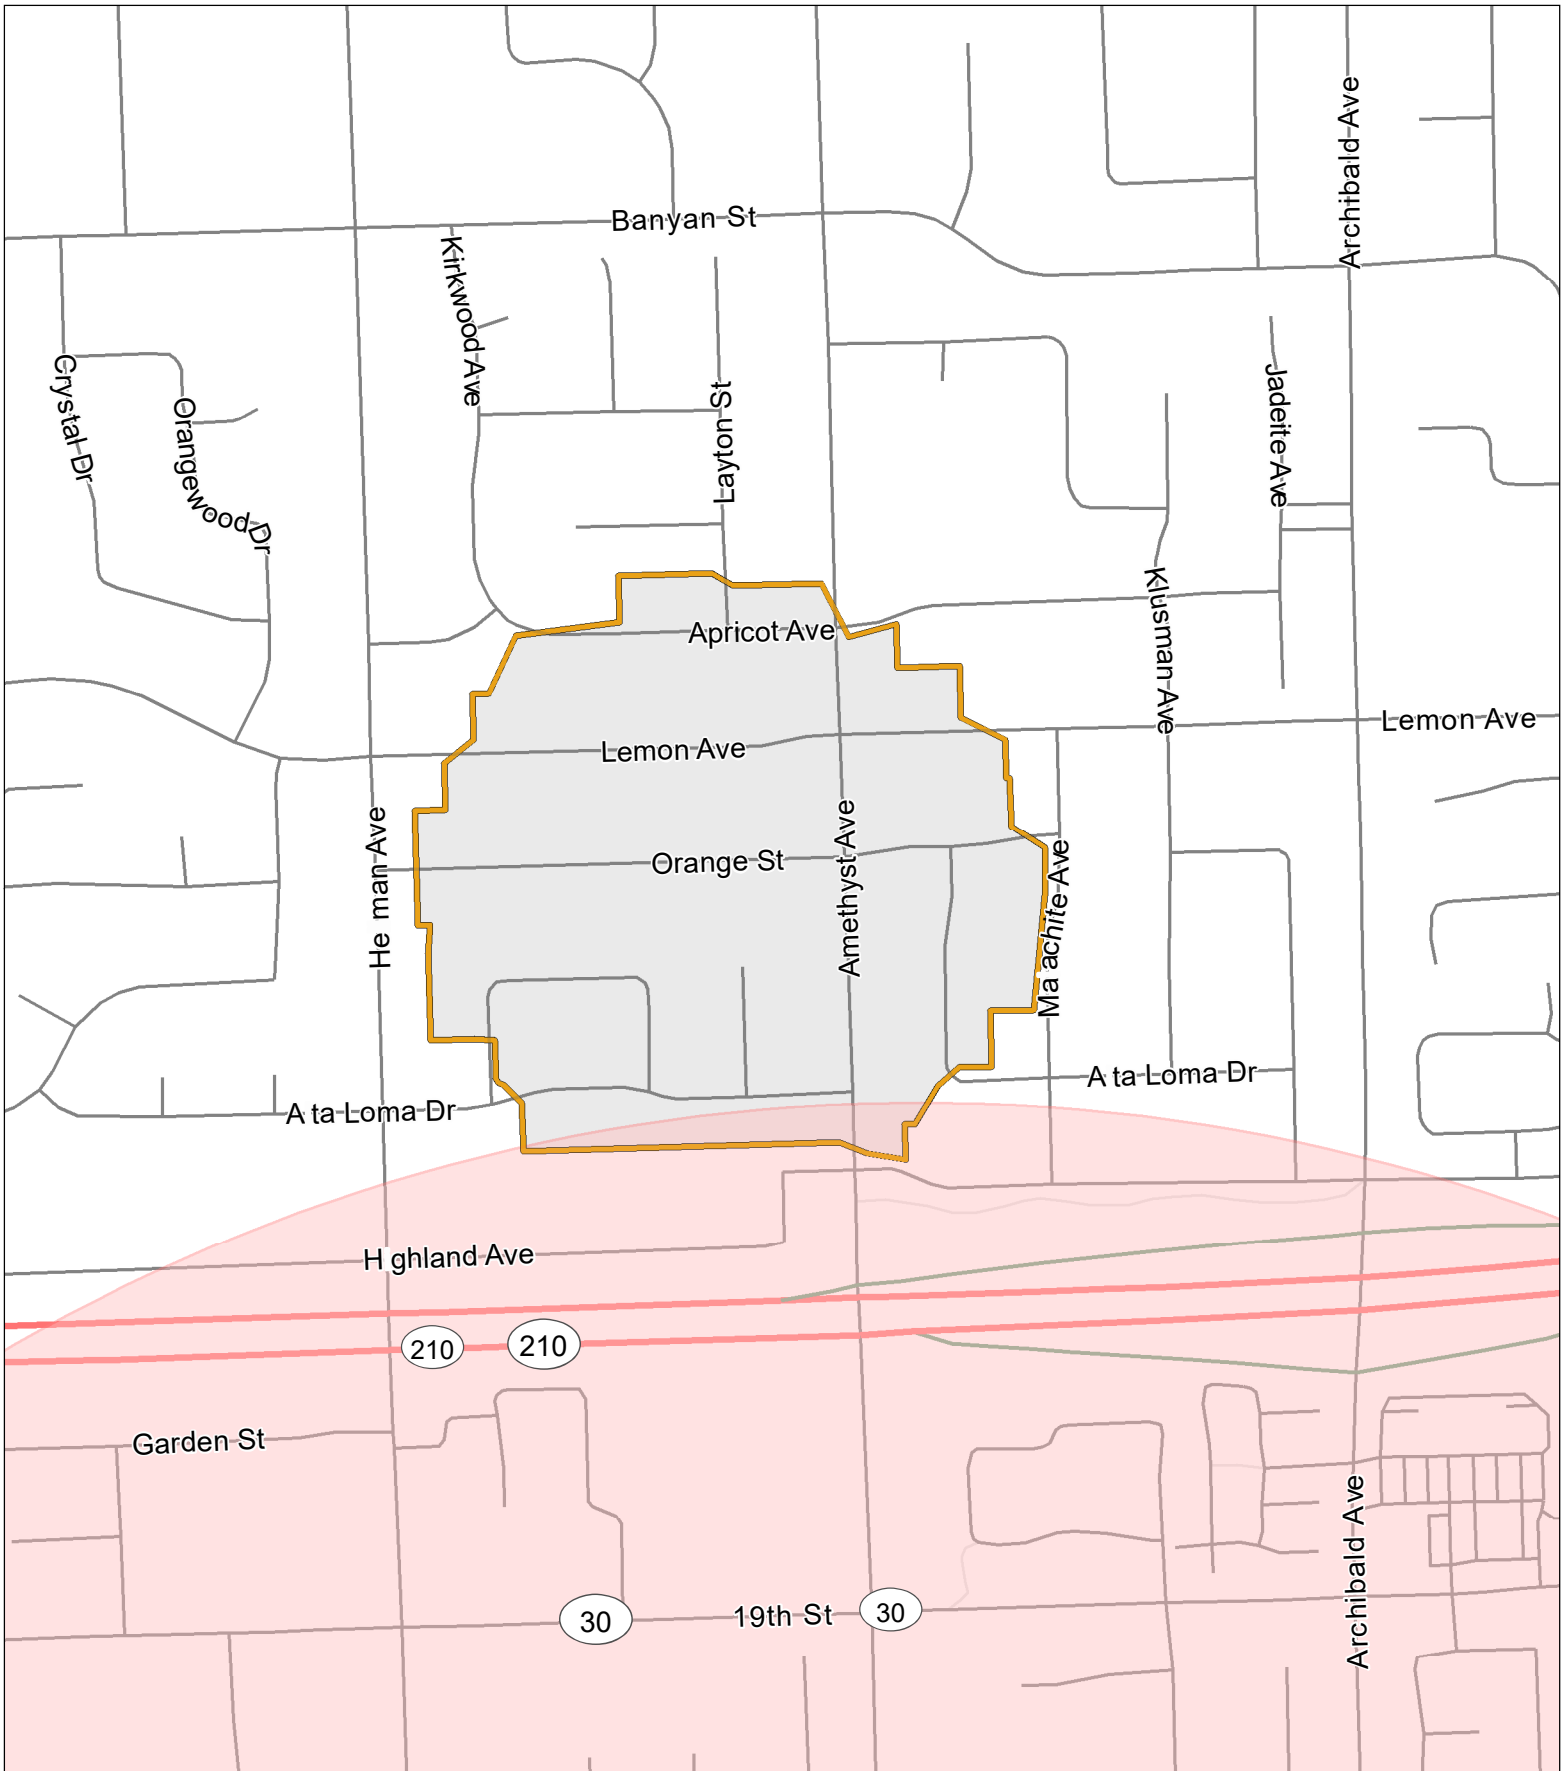 Archibald Ave
Banyan St
Kirkwood Ave
Crystal Dr
Orangewood Dr
Layton St
Jadeite Ave
Klusman Ave
Apricot Ave
Lemon Ave
Lemon Ave
He man Ave
Orange St
Amethyst Ave
Ma achite Ave
A ta Loma Dr
A ta Loma Dr
H ghland Ave
210
210
Garden St
Archibald Ave
30
19th St
30